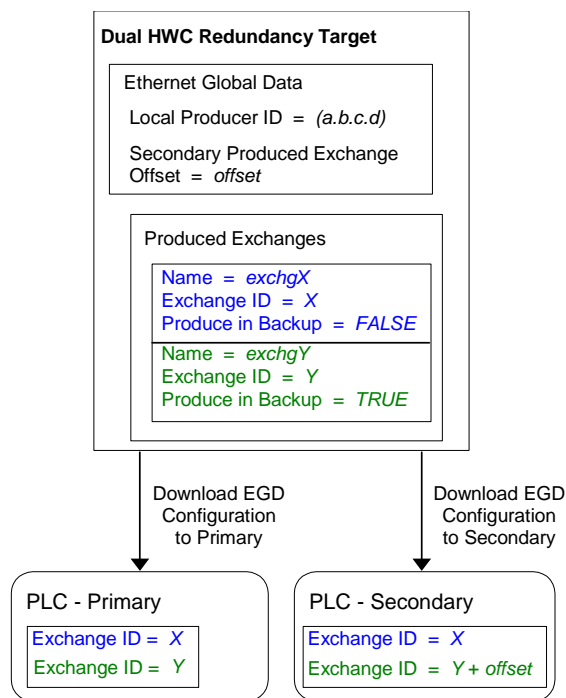 Dual HWC Redundancy Target
Ethernet Global Data
Local Producer ID = (a.b.c.d)
Secondary Produced Exchange
Offset = offset
Produced Exchanges
Name = exchgX
Exchange ID = X
Produce in Backup = FALSE
Name = exchgY
Exchange ID = Y
Produce in Backup = TRUE
Download EGD
Configuration
to Primary
Download EGD
Configuration
to Secondary
PLC - Primary
Exchange ID = X
Exchange ID = Y
PLC - Secondary
Exchange ID = X
Exchange ID = Y + offset